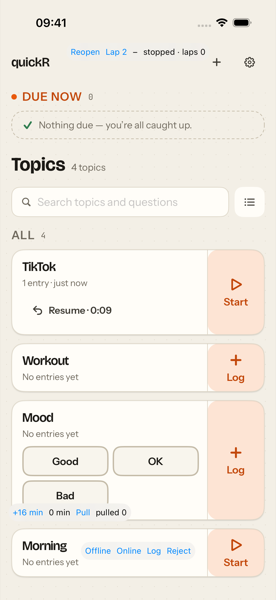 09:41
Reopen Lap 2 – stopped · laps 0
quickR
DUE NOW 0
Nothing due — you're all caught up.
Topics 4 topics
Search topics and questions
ALL 4
TikTok
1 entry · just now
Resume · 0:09
Start
Workout
No entries yet
Log
Mood
No entries yet
Good
OK
Bad
Log
+16 min 0 min Pull pulled 0
Morning
Offline Online Log Reject
No entries yet
Start